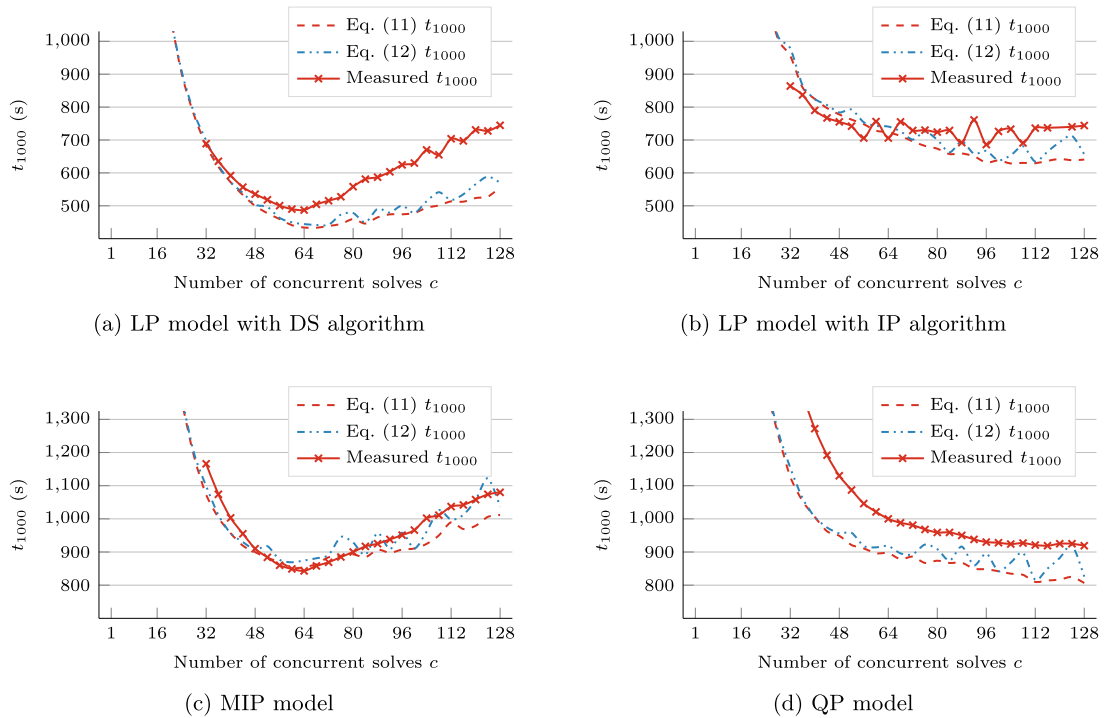 Eq. (11) t1000
Eq. (12) t1000
Measured t1000
1,000
900
800
700
600
500
t1000 (s)
1 16 32 48 64 80 96 112 128
Number of concurrent solves c
(a) LP model with DS algorithm
Eq. (11) t1000
Eq. (12) t1000
Measured t1000
1,000
900
800
700
600
500
t1000 (s)
1 16 32 48 64 80 96 112 128
Number of concurrent solves c
(b) LP model with IP algorithm
Eq. (11) t1000
Eq. (12) t1000
Measured t1000
1,300
1,200
1,100
1,000
900
800
t1000 (s)
1 16 32 48 64 80 96 112 128
Number of concurrent solves c
(c) MIP model
Eq. (11) t1000
Eq. (12) t1000
Measured t1000
1,300
1,200
1,100
1,000
900
800
t1000 (s)
1 16 32 48 64 80 96 112 128
Number of concurrent solves c
(d) QP model